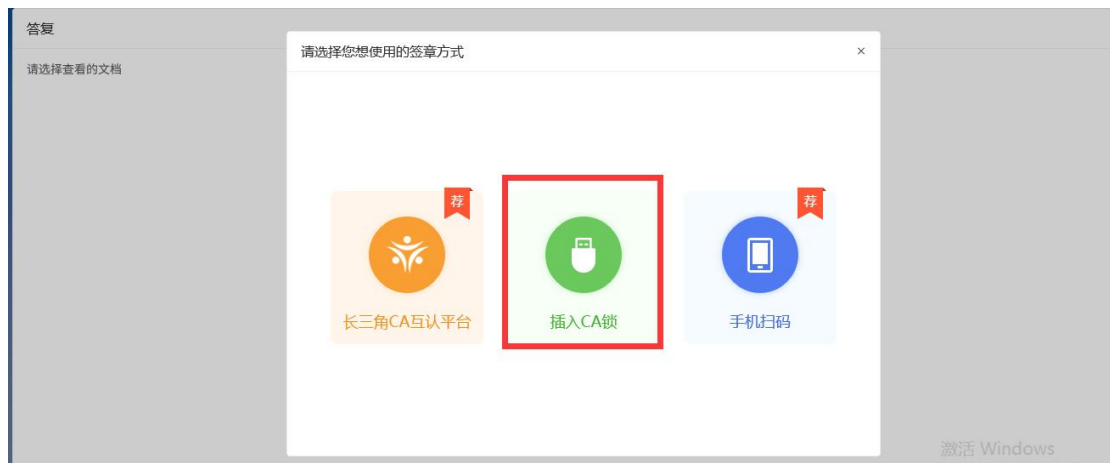 答复
请选择您想使用的签章方式
×
请选择查看的文档
荐
荐
长三角CA互认平台
插入CA锁
手机扫码
激活 Windows